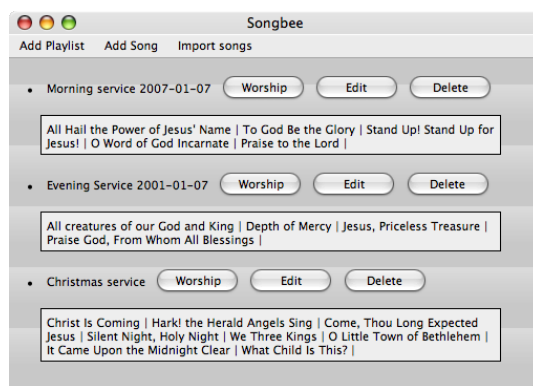 Songbee
Add Playlist Add Song Import songs
• Morning service 2007-01-07 Worship Edit Delete
All Hail the Power of Jesus' Name | To God Be the Glory | Stand Up! Stand Up for
Jesus! | O Word of God Incarnate | Praise to the Lord |
• Evening Service 2001-01-07 Worship Edit Delete
All creatures of our God and King | Depth of Mercy | Jesus, Priceless Treasure |
Praise God, From Whom All Blessings |
• Christmas service Worship Edit Delete
Christ Is Coming | Hark! the Herald Angels Sing | Come, Thou Long Expected
Jesus | Silent Night, Holy Night | We Three Kings | O Little Town of Bethlehem |
It Came Upon the Midnight Clear | What Child Is This? |